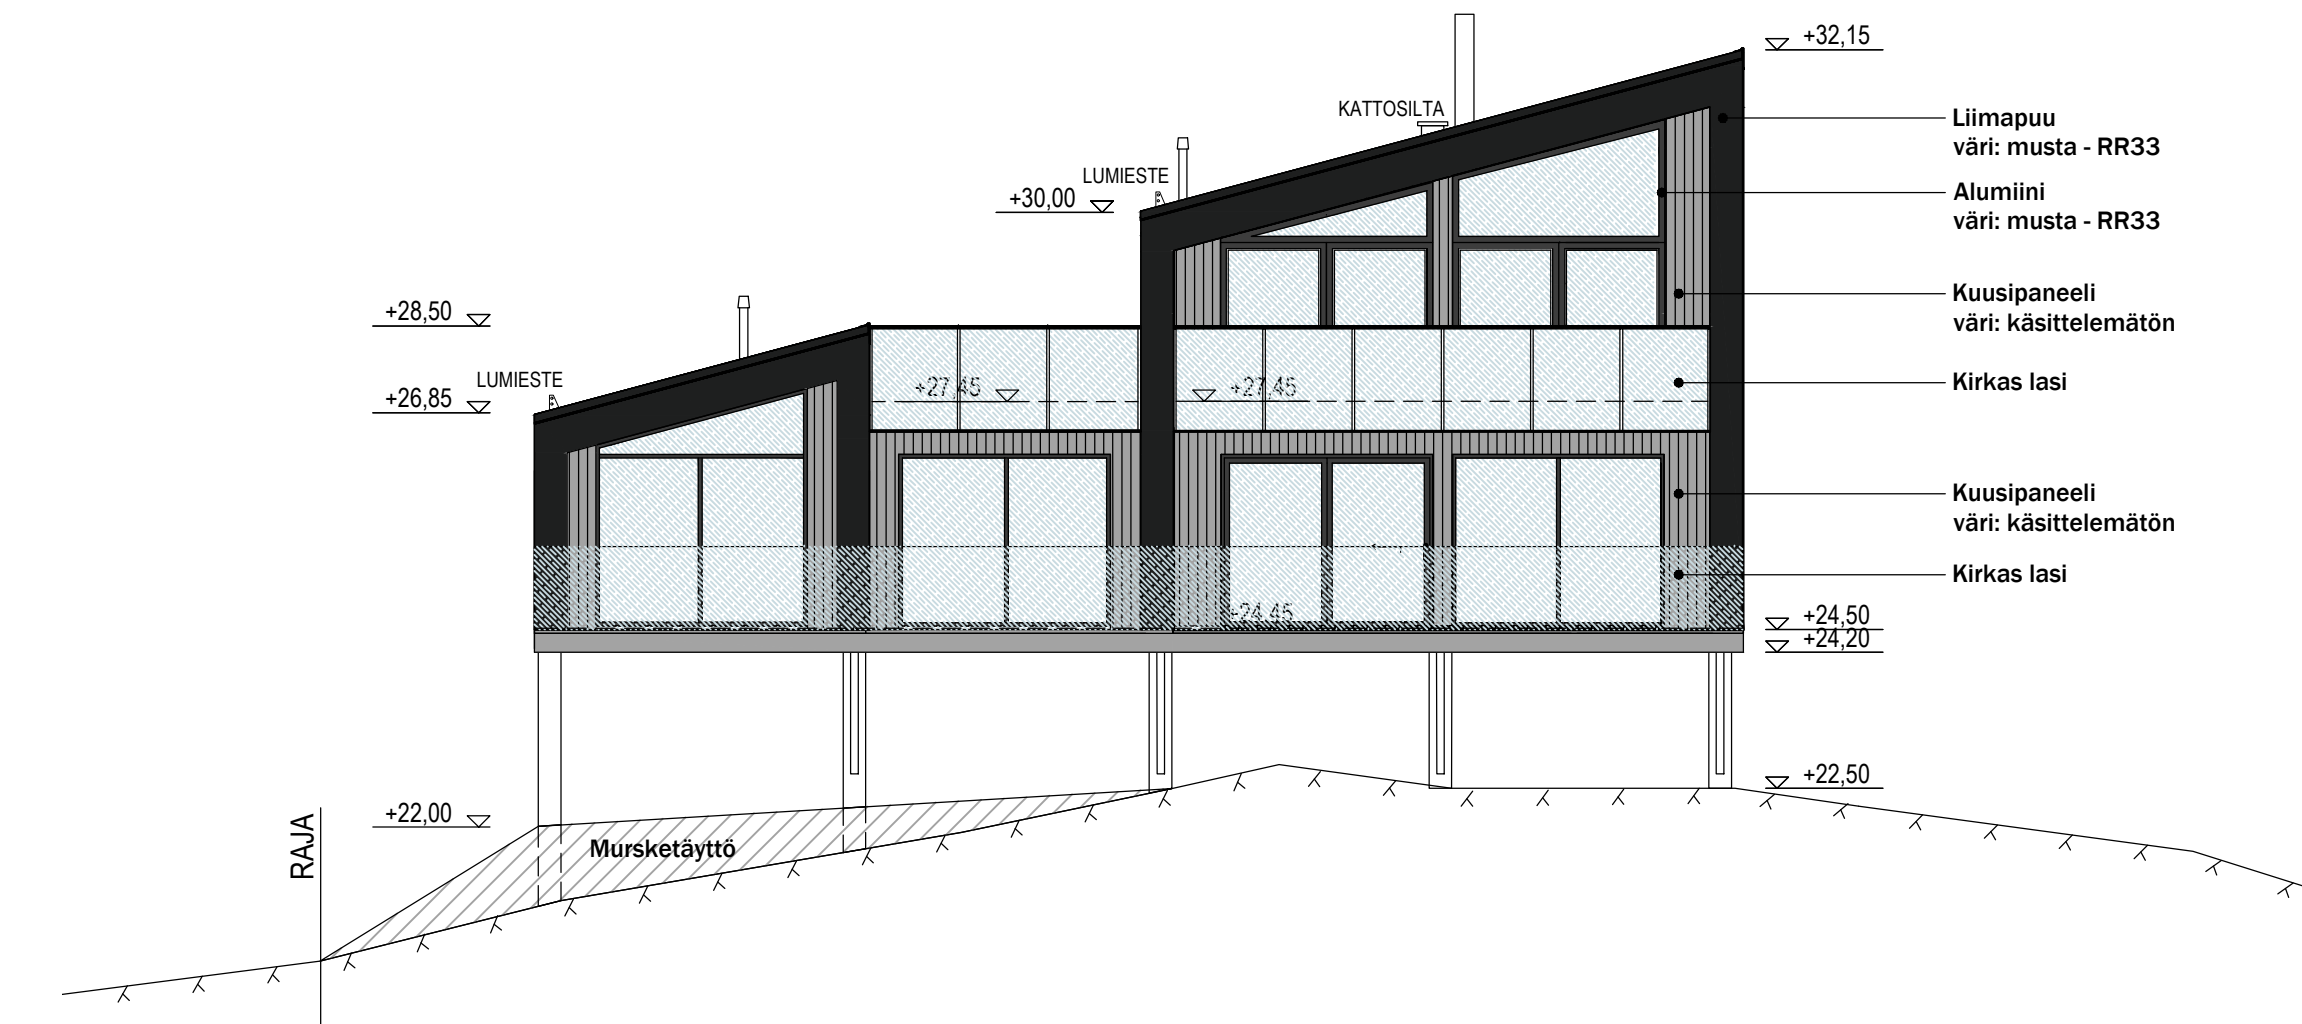 +32,15
KATTOSILTA
Liimapuu
väri: musta - RR33
LUMIESTE
Alumiini
väri: musta - RR33
+30,00
Kuusipaneeli
väri: käsittelemätön
+28,50
LUMIESTE
+27,45
+27,45
Kirkas lasi
+26,85
Kuusipaneeli
väri: käsittelemätön
Kirkas lasi
+24,45
+24,50
+24,20
+22,50
+22,00
RAJA
Mursketäyttö